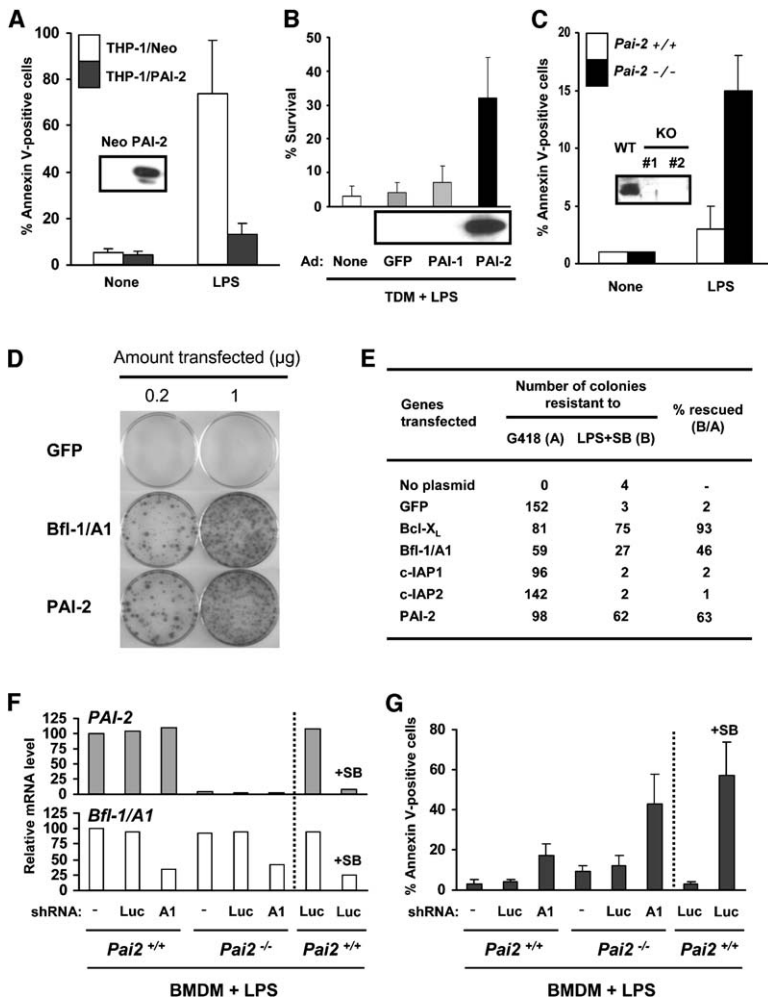 A
% Annexin V-positive cells
100
80
60
40
20
0
THP-1/Neo
THP-1/PAI-2
Neo PAI-2
None LPS
B
% Survival
50
40
30
20
10
0
Ad: None GFP PAI-1 PAI-2
TDM + LPS
C
% Annexin V-positive cells
20
15
10
5
0
Pai-2 +/+
Pai-2 -/-
KO
WT
#1 #2
None LPS
D
Amount transfected (µg)
0.2 1
GFP
Bfl-1/A1
PAI-2
E
Genes transfected
Number of colonies resistant to
% rescued (B/A)
G418 (A) LPS+SB (B)
No plasmid 0 4 -
GFP 152 3 2
Bcl-XL 81 75 93
Bfl-1/A1 59 27 46
c-IAP1 96 2 2
c-IAP2 142 2 1
PAI-2 98 62 63
F
Relative mRNA level
125
100
75
50
25
0
PAI-2
+SB
125
100
75
50
25
0
Bfl-1/A1
+SB
shRNA: - Luc A1 - Luc A1 Luc Luc
Pai2 +/+ Pai2 -/- Pai2 +/+
BMDM + LPS
G
% Annexin V-positive cells
80
60
40
20
0
+SB
shRNA: - Luc A1 - Luc A1 Luc Luc
Pai2 +/+ Pai2 -/- Pai2 +/+
BMDM + LPS